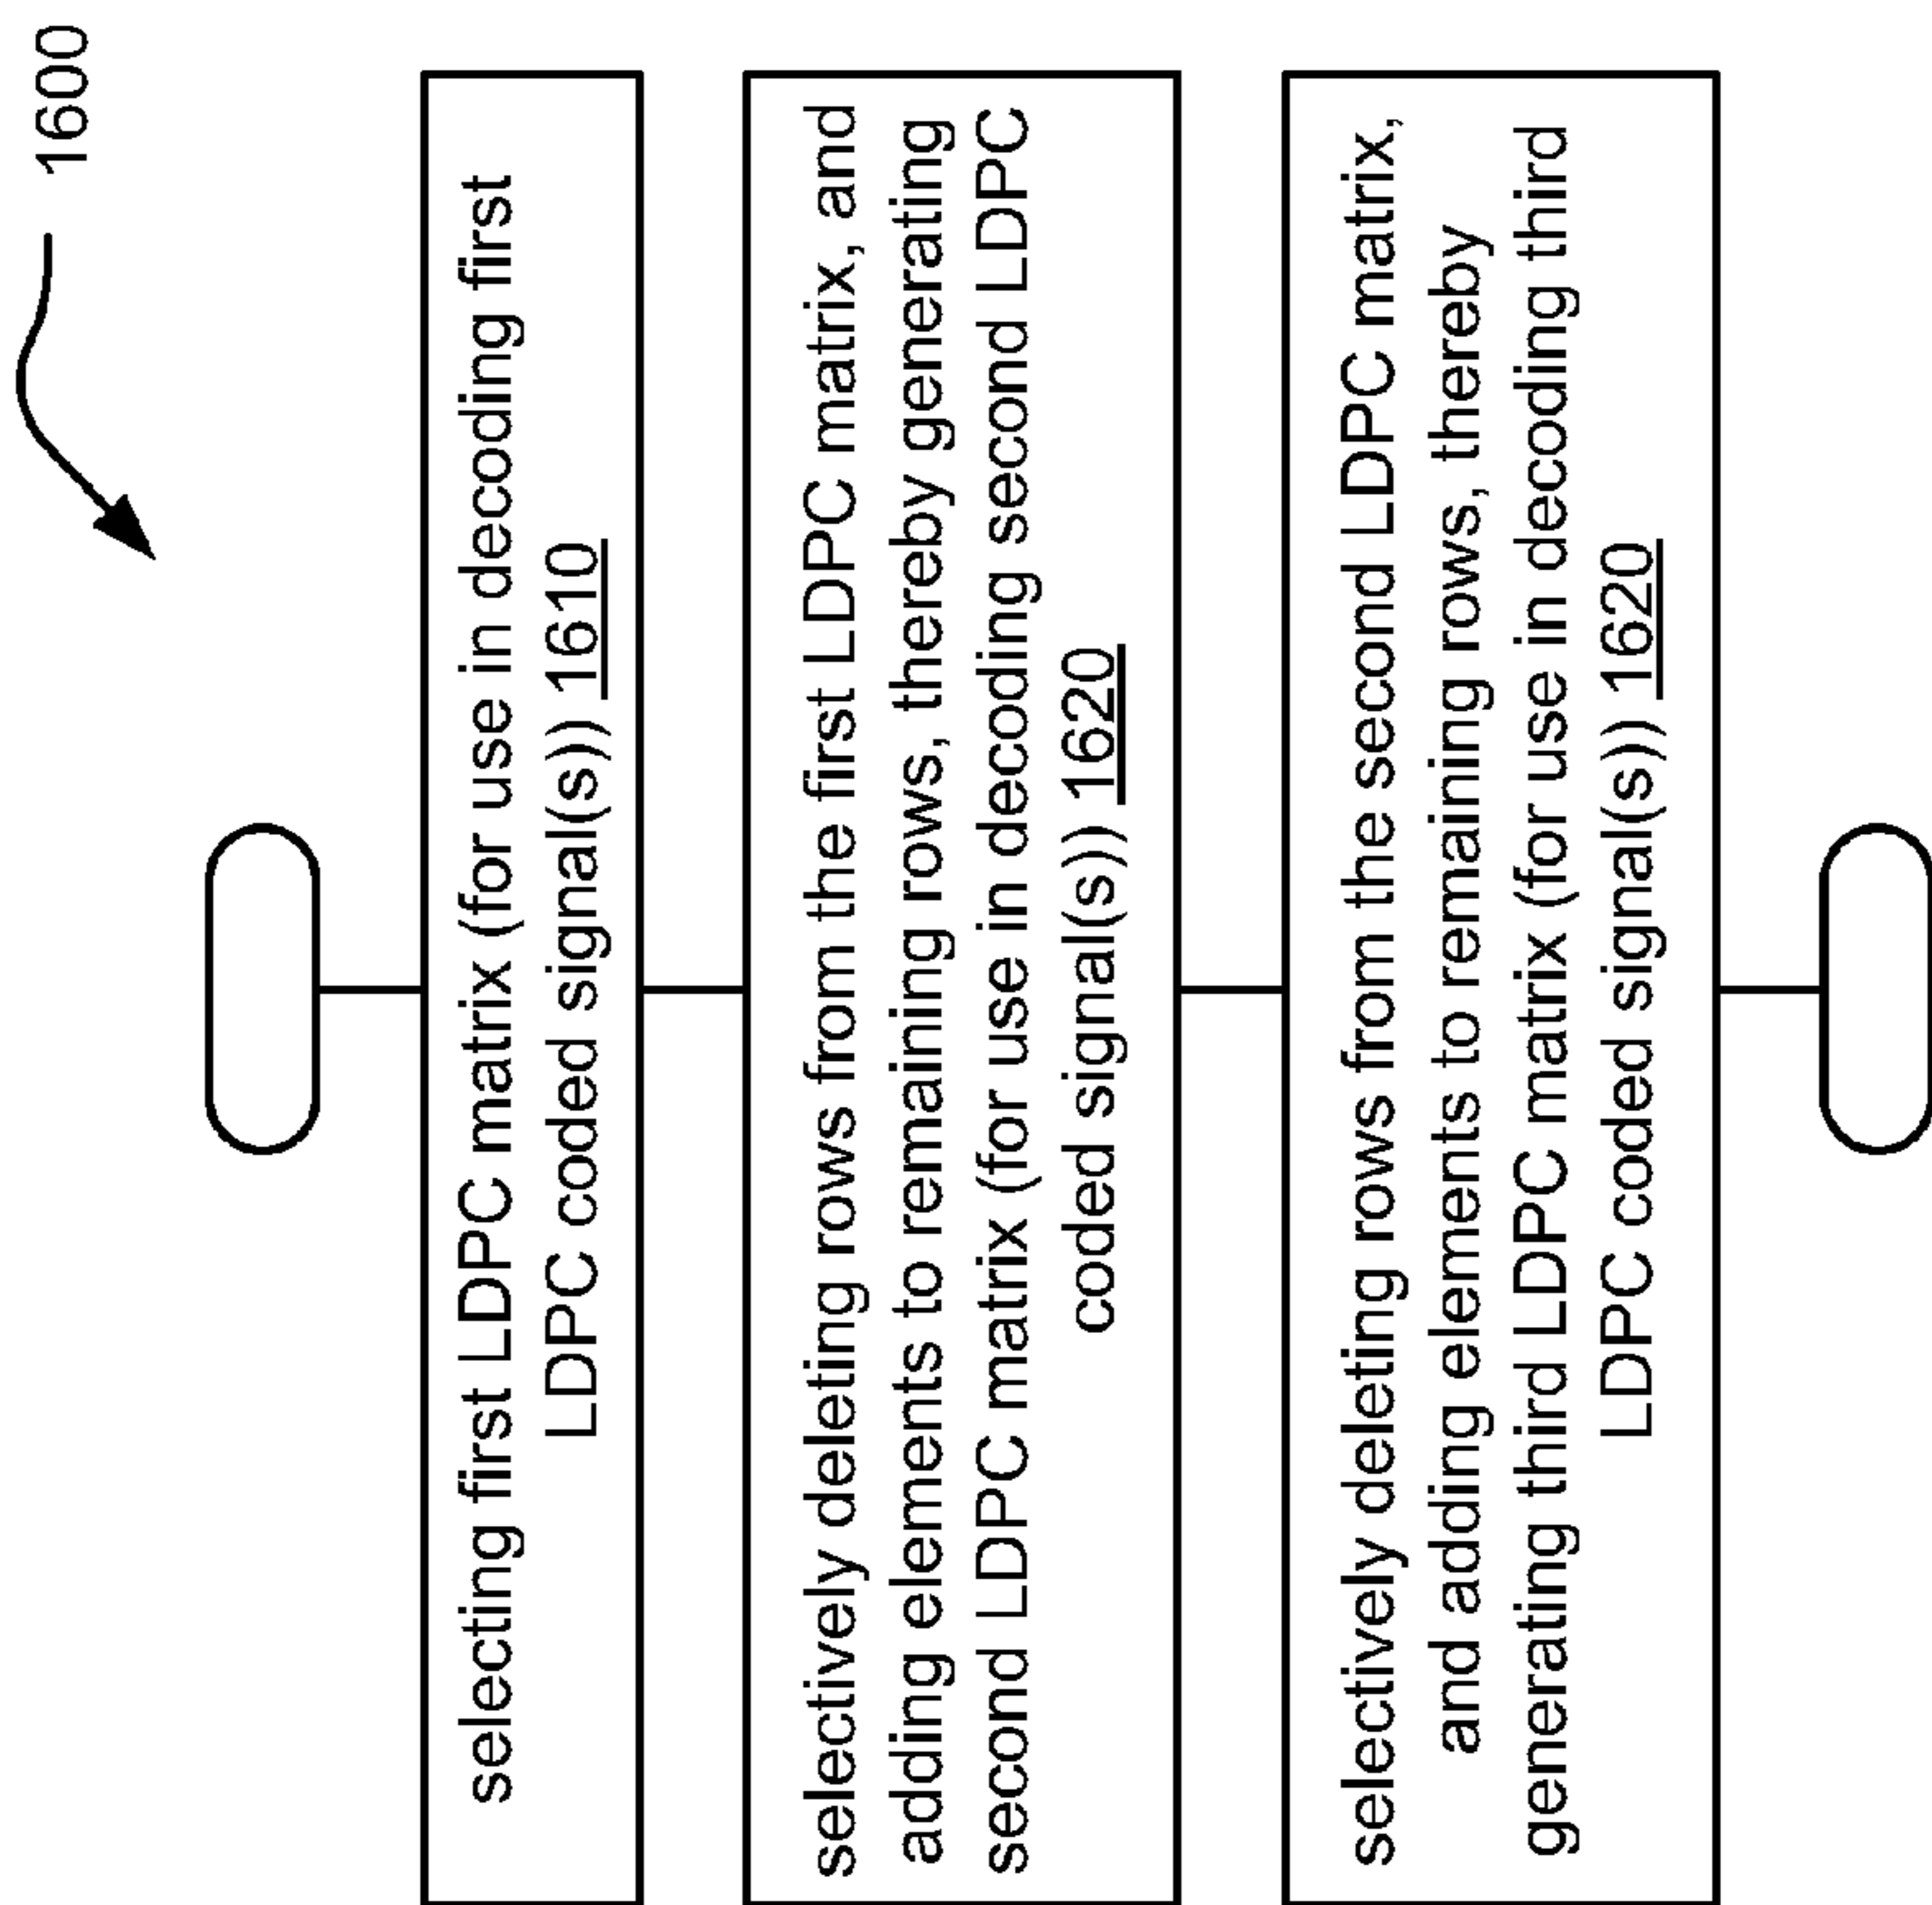 1600
selecting first LDPC matrix (for use in decoding first
LDPC coded signal(s)) 1610
selectively deleting rows from the first LDPC matrix, and
adding elements to remaining rows, thereby generating
second LDPC matrix (for use in decoding second LDPC
coded signal(s)) 1620
selectively deleting rows from the second LDPC matrix,
and adding elements to remaining rows, thereby
generating third LDPC matrix (for use in decoding third
LDPC coded signal(s)) 1620